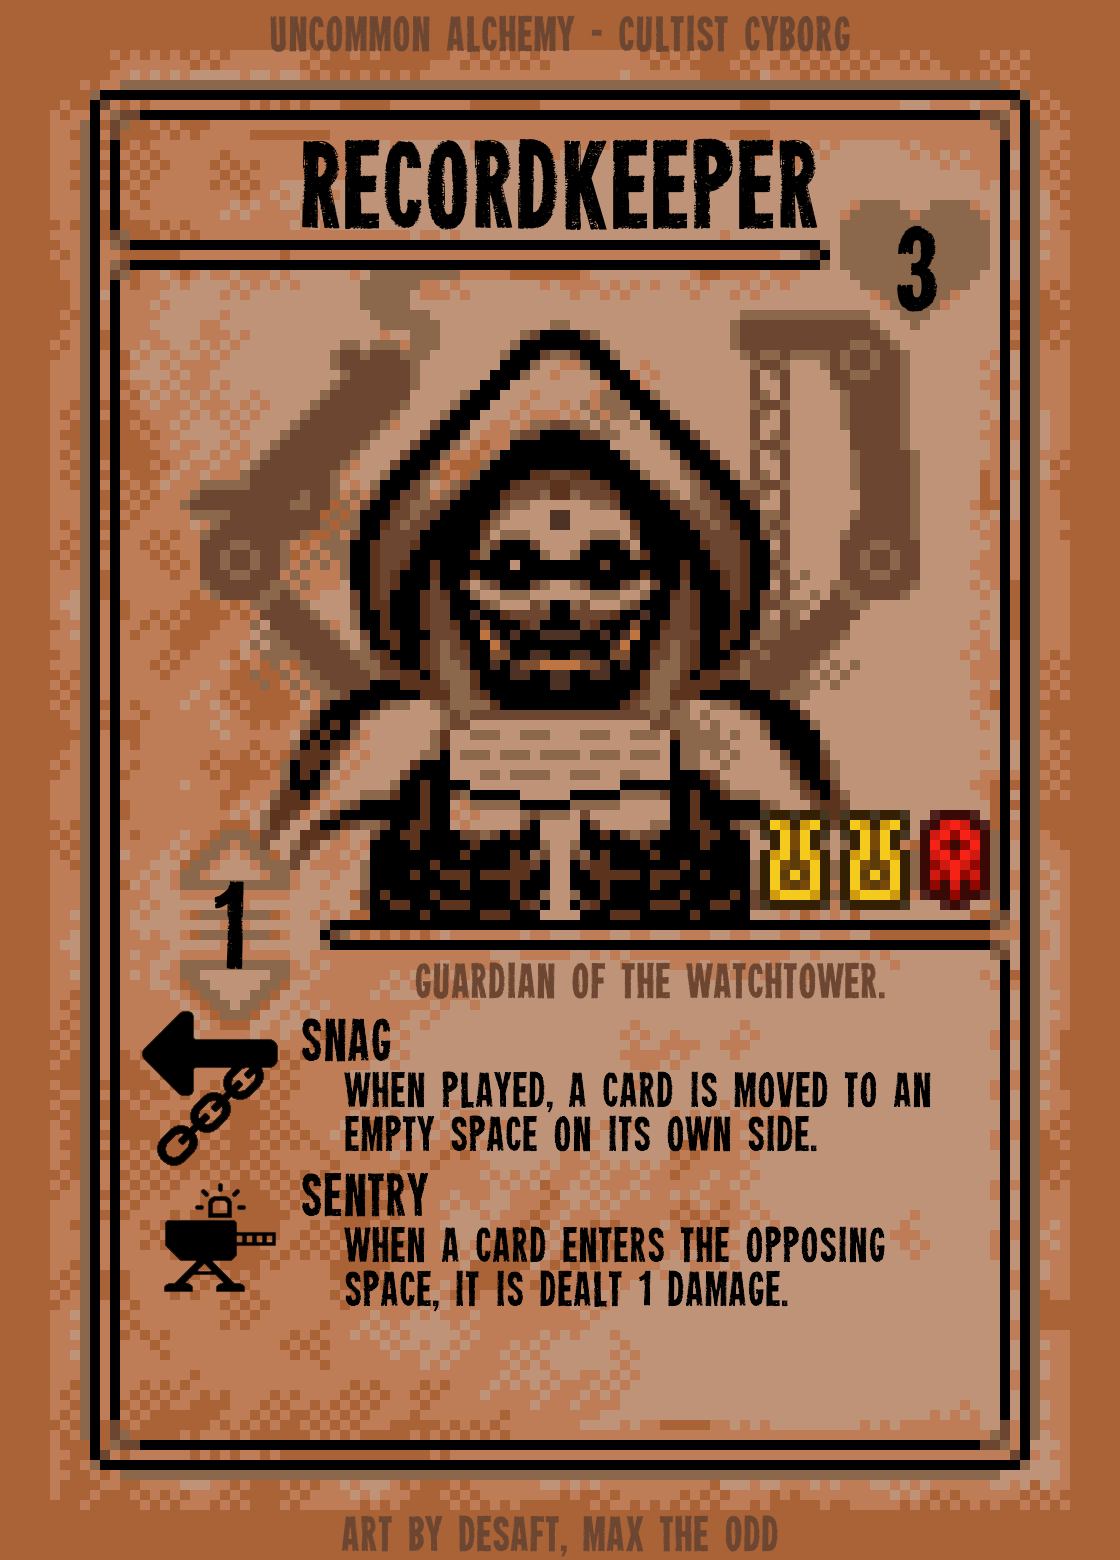 UNCOMMON ALCHEMY - CULTIST CYBORG
RECORDKEEPER
3
1
GUARDIAN OF THE WATCHTOWER.
SNAG
WHEN PLAYED, A CARD IS MOVED TO AN
EMPTY SPACE ON ITS OWN SIDE.
SENTRY
WHEN A CARD ENTERS THE OPPOSING
SPACE, IT IS DEALT 1 DAMAGE.
ART BY DESAFT, MAX THE ODD